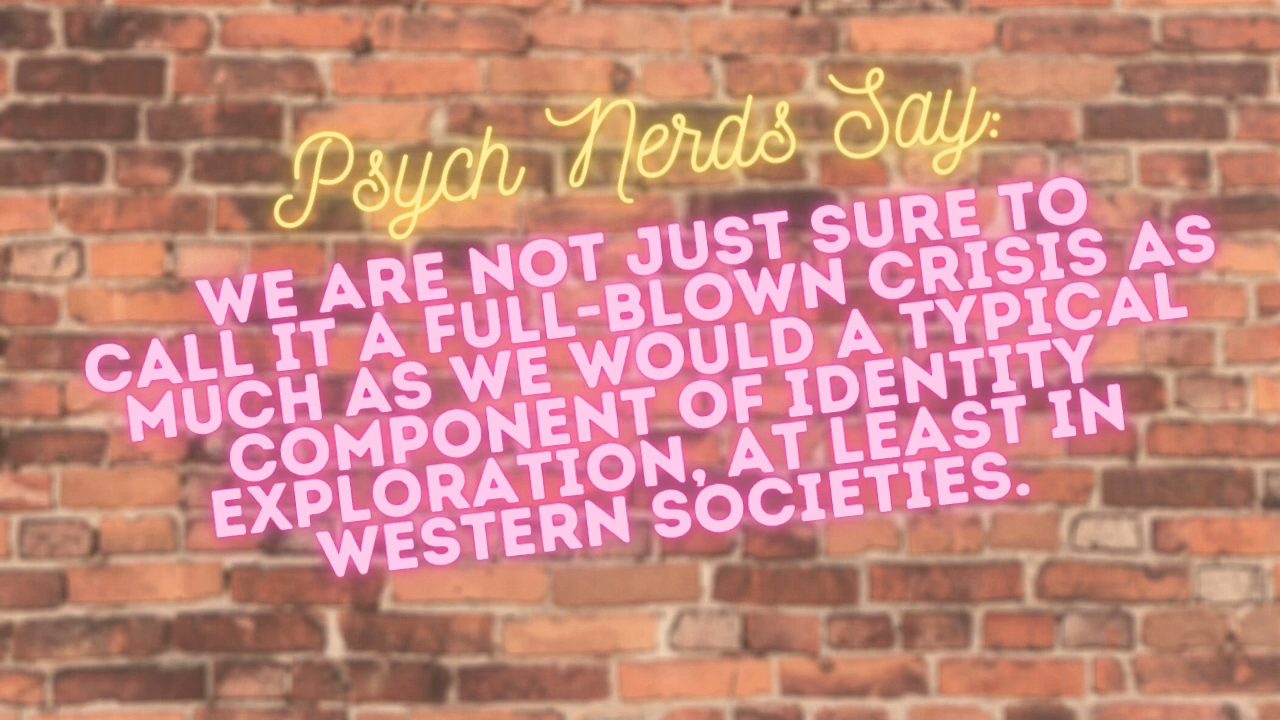 Psych Nerds Say:
WE ARE NOT JUST SURE TO
CALL IT A FULL-BLOWN CRISIS AS
MUCH AS WE WOULD A TYPICAL
COMPONENT OF IDENTITY
EXPLORATION, AT LEAST IN
WESTERN SOCIETIES.